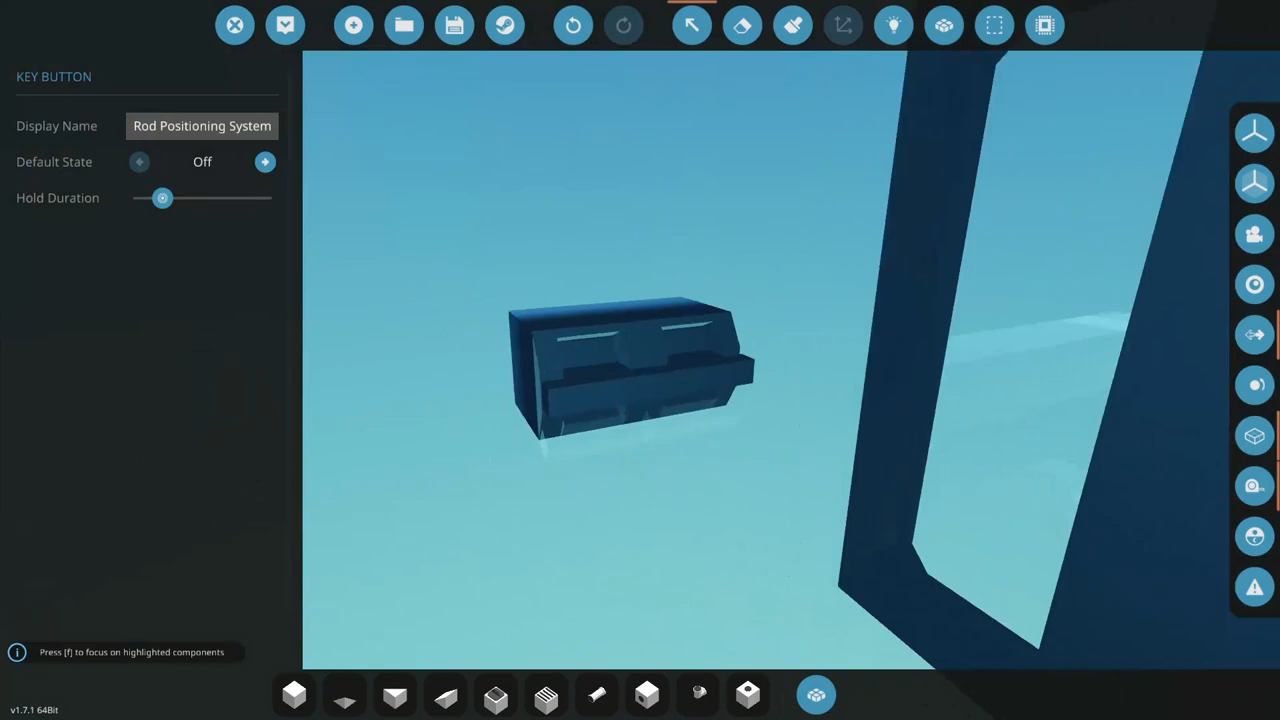 KEY BUTTON
Display Name
Rod Positioning System
Default State
Off
Hold Duration
Press [f] to focus on highlighted components
v1.7.1 64Bit